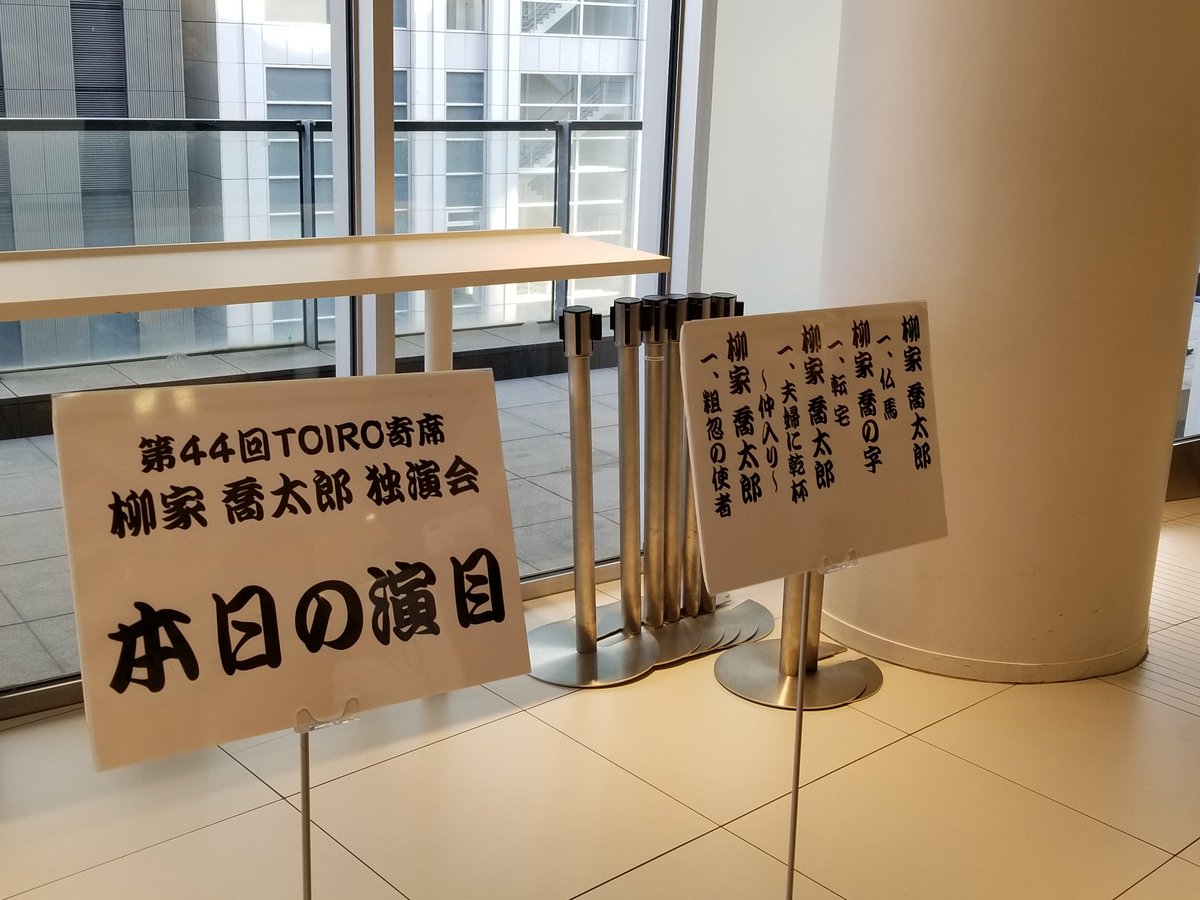 第44回TOIRO寄席
柳家 喬太郎 独演会
本日の演目
柳家 喬太郎
一、仏馬
柳家 喬の字
一、転宅
柳家 喬太郎
一、夫婦に乾杯
～仲入り～
柳家 喬太郎
一、粗忽の使者